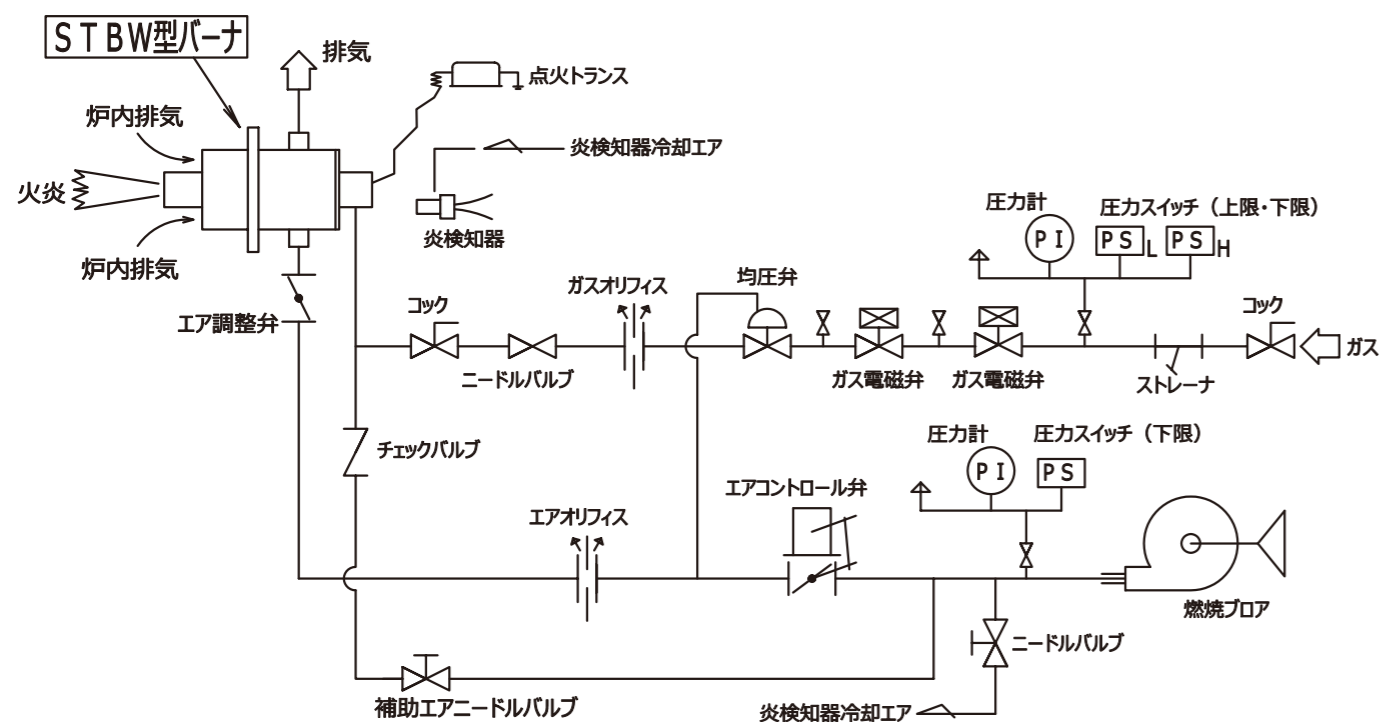 STBW型バーナ
排気
点火トランス
炉内排気
炎検知器冷却エア
火炎
炎検知器
炉内排気
圧力計
圧力スイッチ（上限・下限）
PI
PS
L
PS
H
エア調整弁
コック
ガスオリフィス
均圧弁
コック
ガス
ニードルバルブ
ガス電磁弁
ガス電磁弁
ストレーナ
チェックバルブ
圧力計
圧力スイッチ（下限）
PI
PS
エアコントロール弁
エアオリフィス
燃焼ブロア
ニードルバルブ
補助エアニードルバルブ
炎検知器冷却エア